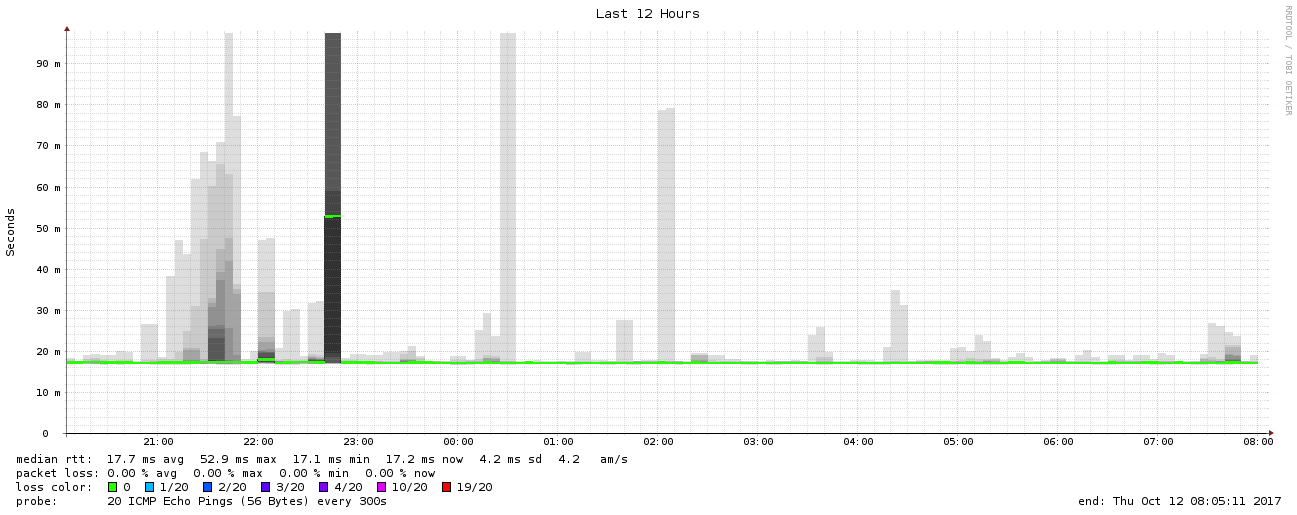 Last 12 Hours
RRDTOOL / TOBI OETIKER
Seconds
90 m
80 m
70 m
60 m
50 m
40 m
30 m
20 m
10 m
0
21:00 22:00 23:00 00:00 01:00 02:00 03:00 04:00 05:00 06:00 07:00 08:00
median rtt: 17.7 ms avg 52.9 ms max 17.1 ms min 17.2 ms now 4.2 ms sd 4.2 am/s
packet loss: 0.00 % avg 0.00 % max 0.00 % min 0.00 % now
loss color: 0 1/20 2/20 3/20 4/20 10/20 19/20
probe: 20 ICMP Echo Pings (56 Bytes) every 300s end: Thu Oct 12 08:05:11 2017